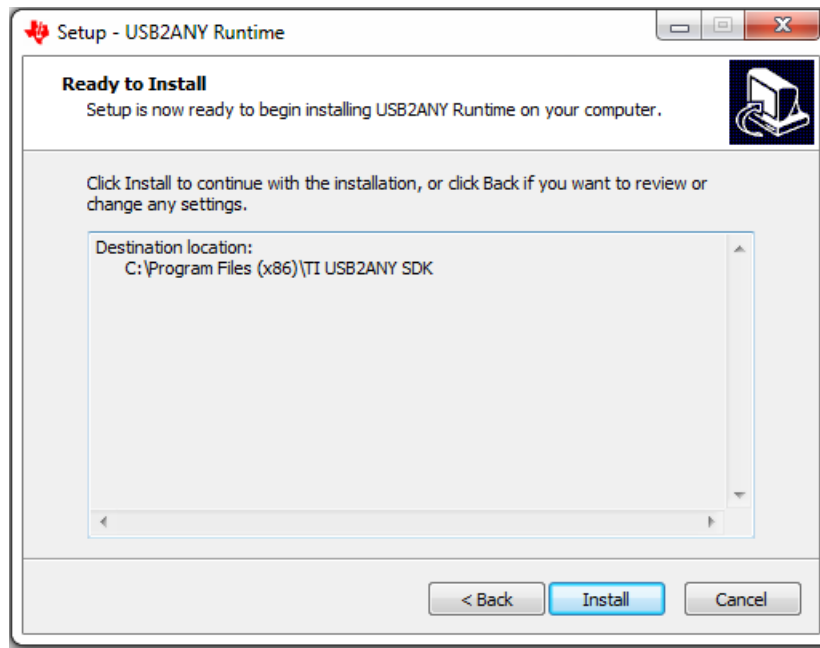 Setup - USB2ANY Runtime
Ready to Install
Setup is now ready to begin installing USB2ANY Runtime on your computer.
Click Install to continue with the installation, or click Back if you want to review or
change any settings.
Destination location:
C:\Program Files (x86)\TI USB2ANY SDK
< Back
Install
Cancel